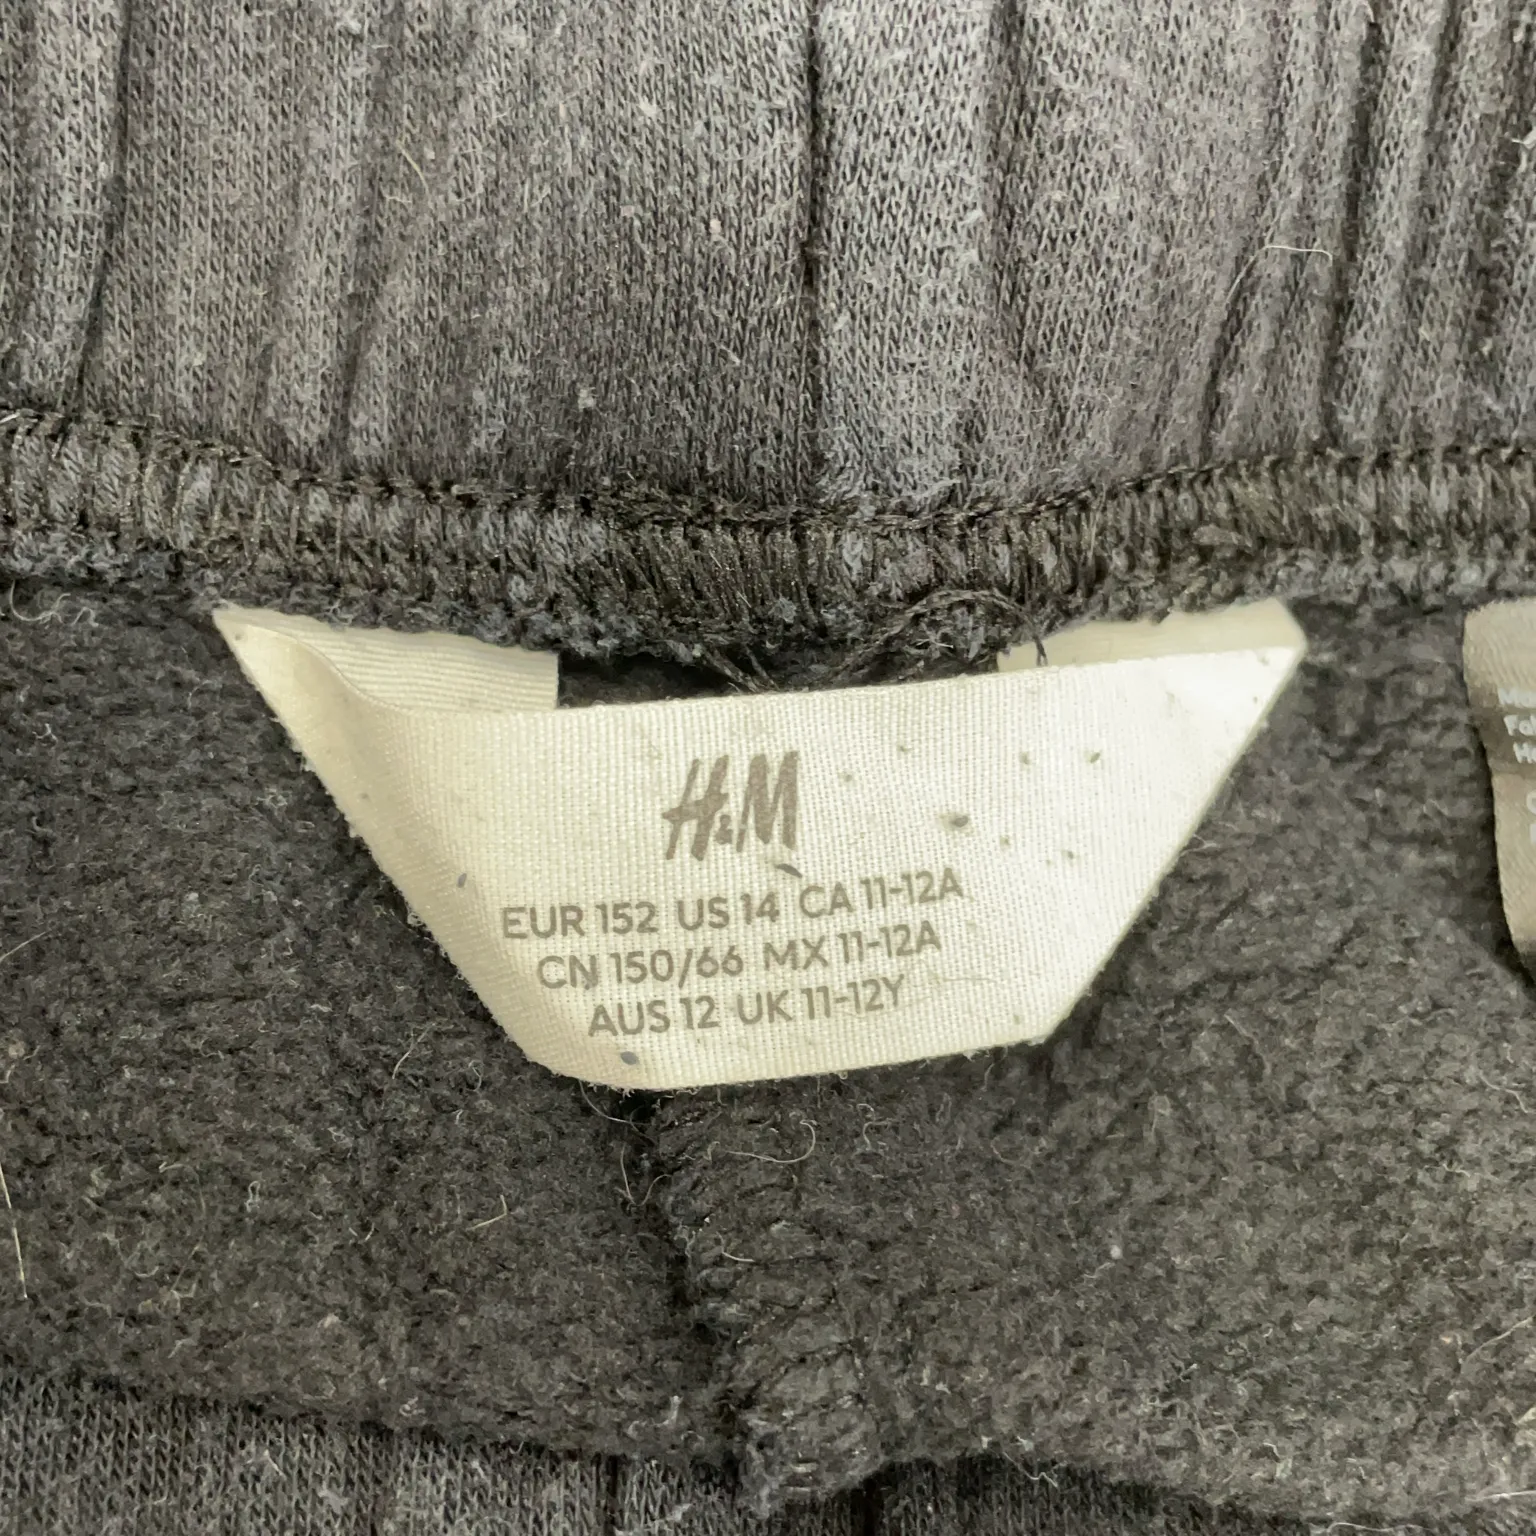 H&M
EUR 152 US 14 CA 11-12A
CN 150/66 MX 11-12A
AUS 12 UK 11-12Y